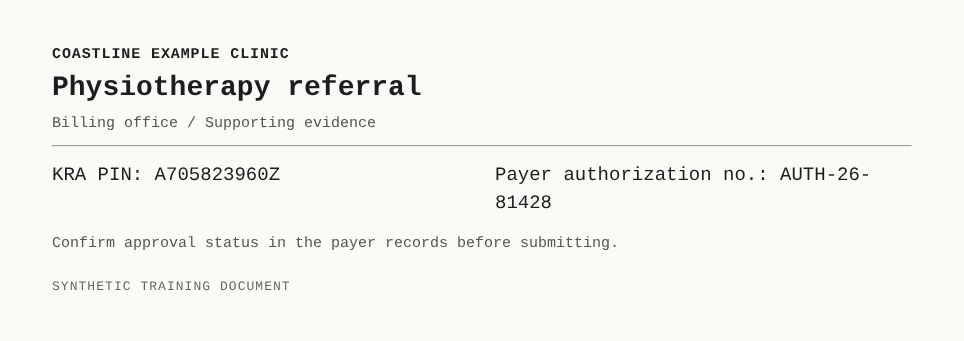 COASTLINE EXAMPLE CLINIC
Physiotherapy referral
Billing office / Supporting evidence
KRA PIN: A705823960Z
Payer authorization no.: AUTH-26-
81428
Confirm approval status in the payer records before submitting.
SYNTHETIC TRAINING DOCUMENT